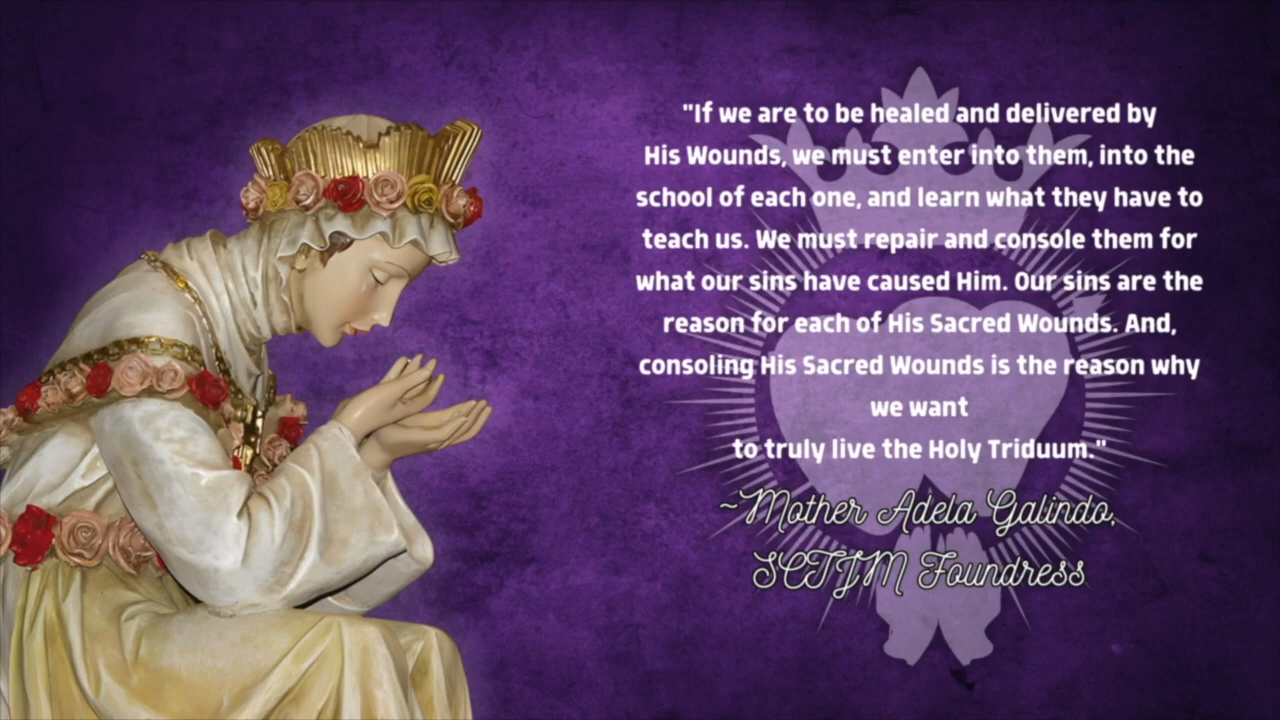 "If we are to be healed and delivered by
His Wounds, we must enter into them, into the
school of each one, and learn what they have to
teach us. We must repair and console them for
what our sins have caused Him. Our sins are the
reason for each of His Sacred Wounds. And,
consoling His Sacred Wounds is the reason why
we want
to truly live the Holy Triduum."
~Mother Adela Galindo,
SCTJM Foundress